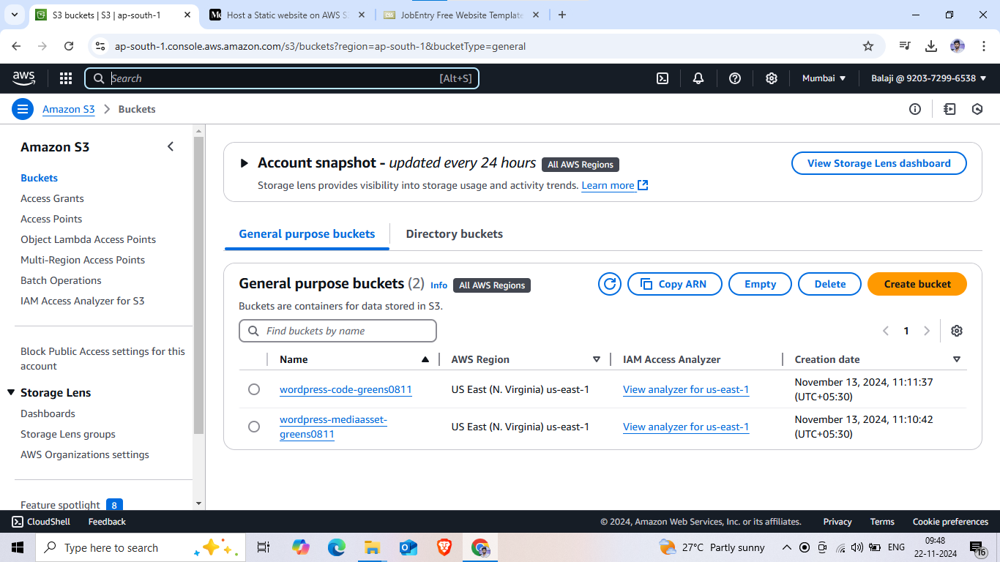 S3 buckets | S3 | ap-south-1
Host a Static website on AWS S
JobEntry Free Website Template
ap-south-1.console.aws.amazon.com/s3/buckets?region=ap-south-1&bucketType=general
aws
Search
[Alt+S]
Mumbai
Balaji @ 9203-7299-6538
Amazon S3
Buckets
Amazon S3
Buckets
Access Grants
Access Points
Object Lambda Access Points
Multi-Region Access Points
Batch Operations
IAM Access Analyzer for S3
Block Public Access settings for this
account
Storage Lens
Dashboards
Storage Lens groups
AWS Organizations settings
Feature spotlight 8
Account snapshot - updated every 24 hours All AWS Regions
View Storage Lens dashboard
Storage lens provides visibility into storage usage and activity trends. Learn more
General purpose buckets
Directory buckets
General purpose buckets (2) Info All AWS Regions
Copy ARN
Empty
Delete
Create bucket
Buckets are containers for data stored in S3.
Find buckets by name
1
Name
AWS Region
IAM Access Analyzer
Creation date
wordpress-code-greens0811
US East (N. Virginia) us-east-1
View analyzer for us-east-1
November 13, 2024, 11:11:37
(UTC+05:30)
wordpress-mediaasset-
greens0811
US East (N. Virginia) us-east-1
View analyzer for us-east-1
November 13, 2024, 11:10:42
(UTC+05:30)
CloudShell
Feedback
© 2024, Amazon Web Services, Inc. or its affiliates.
Privacy
Terms
Cookie preferences
Type here to search
27°C Partly sunny
ENG
09:48
22-11-2024
16